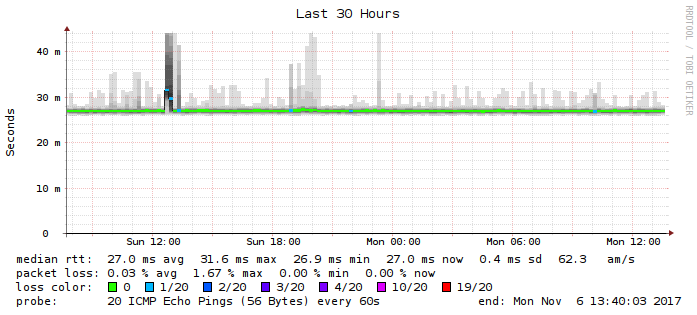 Last 30 Hours
RRDTOOL / TOBI OETIKER
Seconds
40 m
30 m
20 m
10 m
0
Sun 12:00 Sun 18:00 Mon 00:00 Mon 06:00 Mon 12:00
median rtt: 27.0 ms avg 31.6 ms max 26.9 ms min 27.0 ms now 0.4 ms sd 62.3 am/s
packet loss: 0.03 % avg 1.67 % max 0.00 % min 0.00 % now
loss color: 0 1/20 2/20 3/20 4/20 10/20 19/20
probe: 20 ICMP Echo Pings (56 Bytes) every 60s end: Mon Nov 6 13:40:03 2017